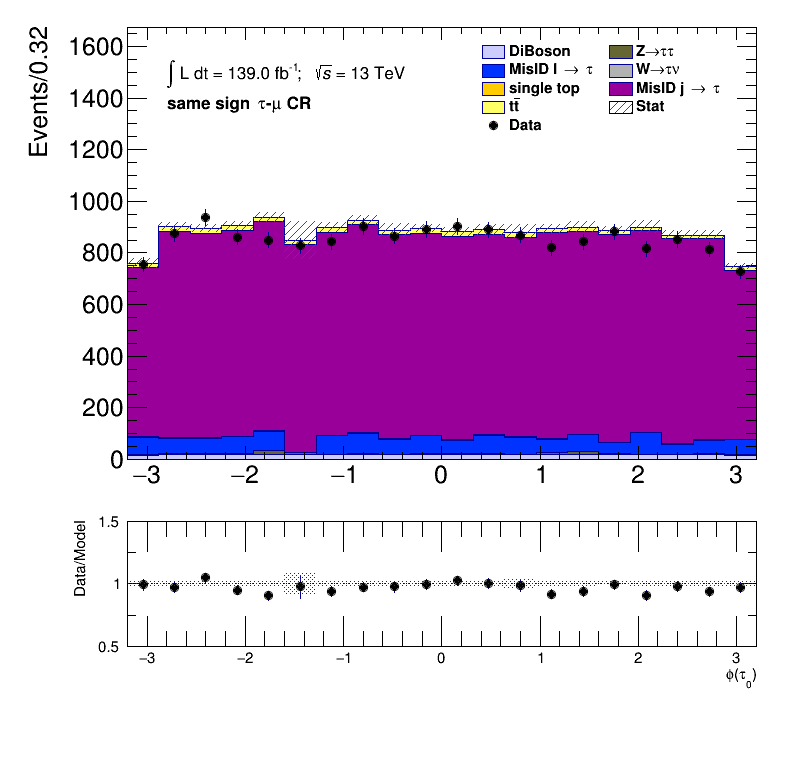 Events/0.32
1600
1400
1200
1000
800
600
400
200
0
∫ L dt = 139.0 fb⁻¹; √s = 13 TeV
same sign τ-μ CR
DiBoson
MisID l → τ
single top
tt̄
Data
Z→ττ
W→τν
MisID j → τ
Stat
−3 −2 −1 0 1 2 3
Data/Model
1.5
1
0.5
−3 −2 −1 0 1 2 3
ϕ(τ₀)